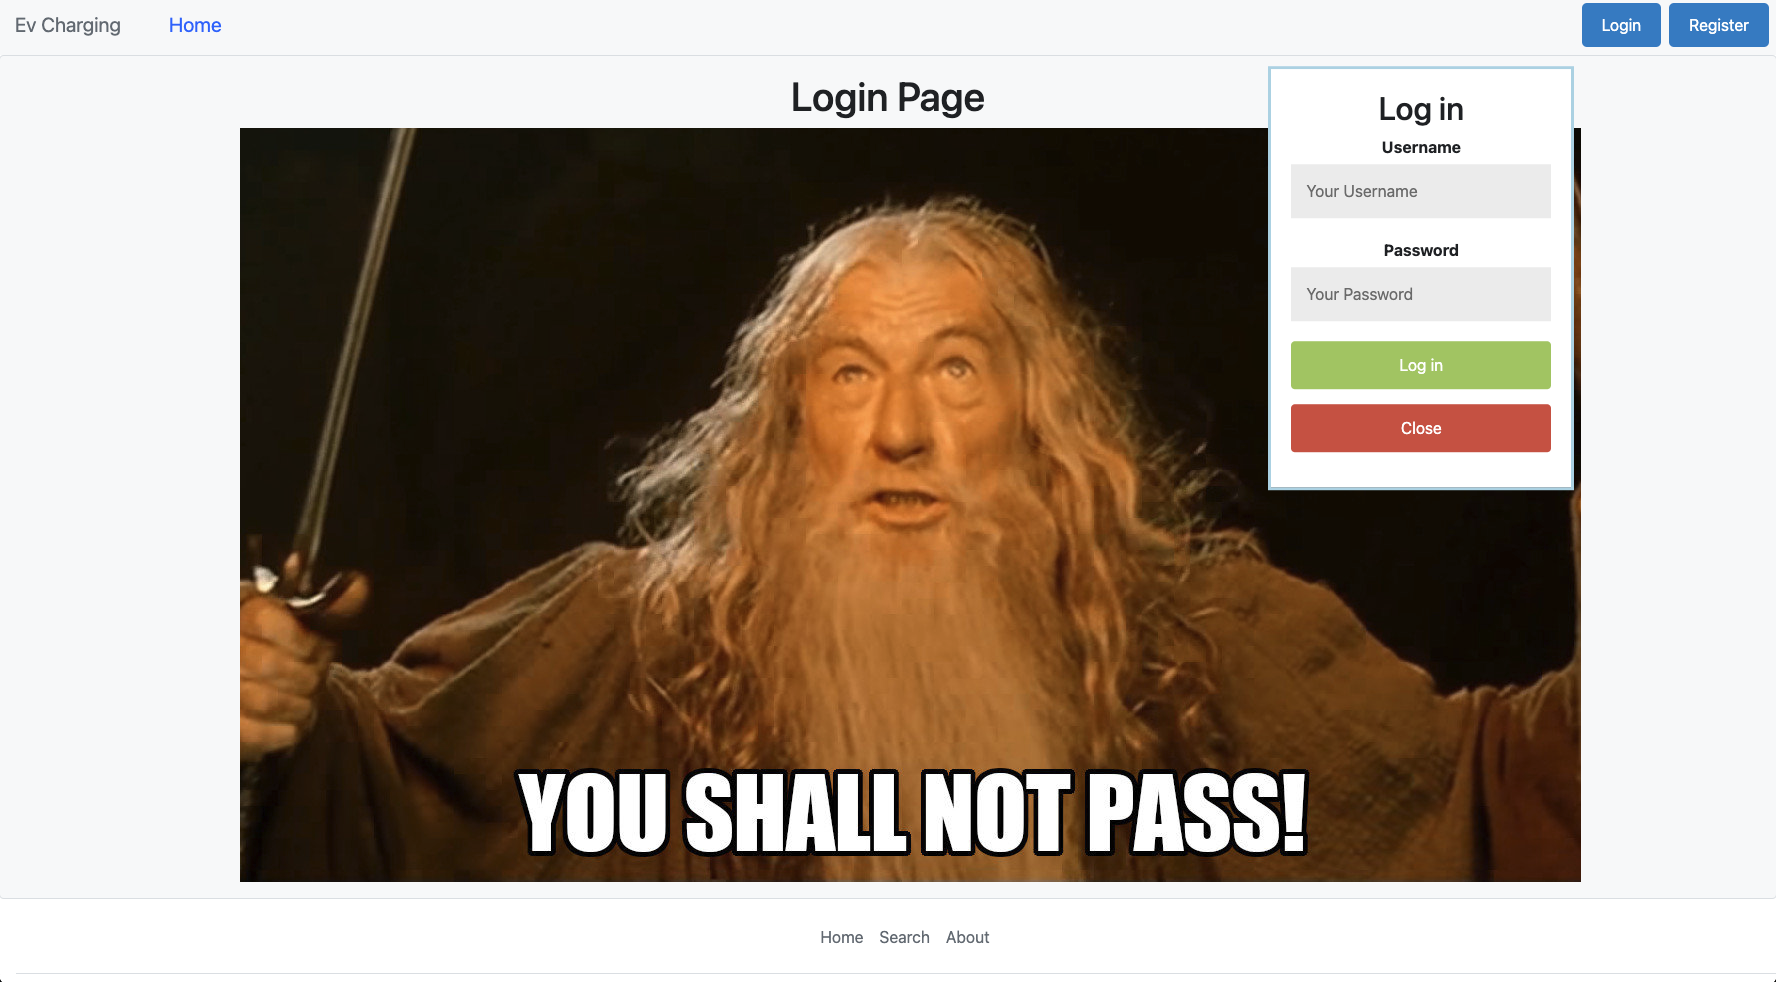 Ev Charging Home Login Register
Login Page
Log in
Username
Your Username
Password
Your Password
Log in
Close
YOU SHALL NOT PASS!
Home Search About